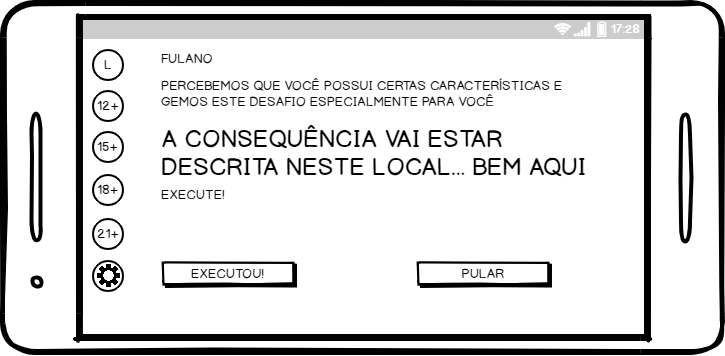 17:28
L
12+
15+
18+
21+
FULANO
PERCEBEMOS QUE VOCÊ POSSUI CERTAS CARACTERÍSTICAS E
GEMOS ESTE DESAFIO ESPECIALMENTE PARA VOCÊ
A CONSEQUÊNCIA VAI ESTAR
DESCRITA NESTE LOCAL... BEM AQUI
EXECUTE!
EXECUTOU!
PULAR